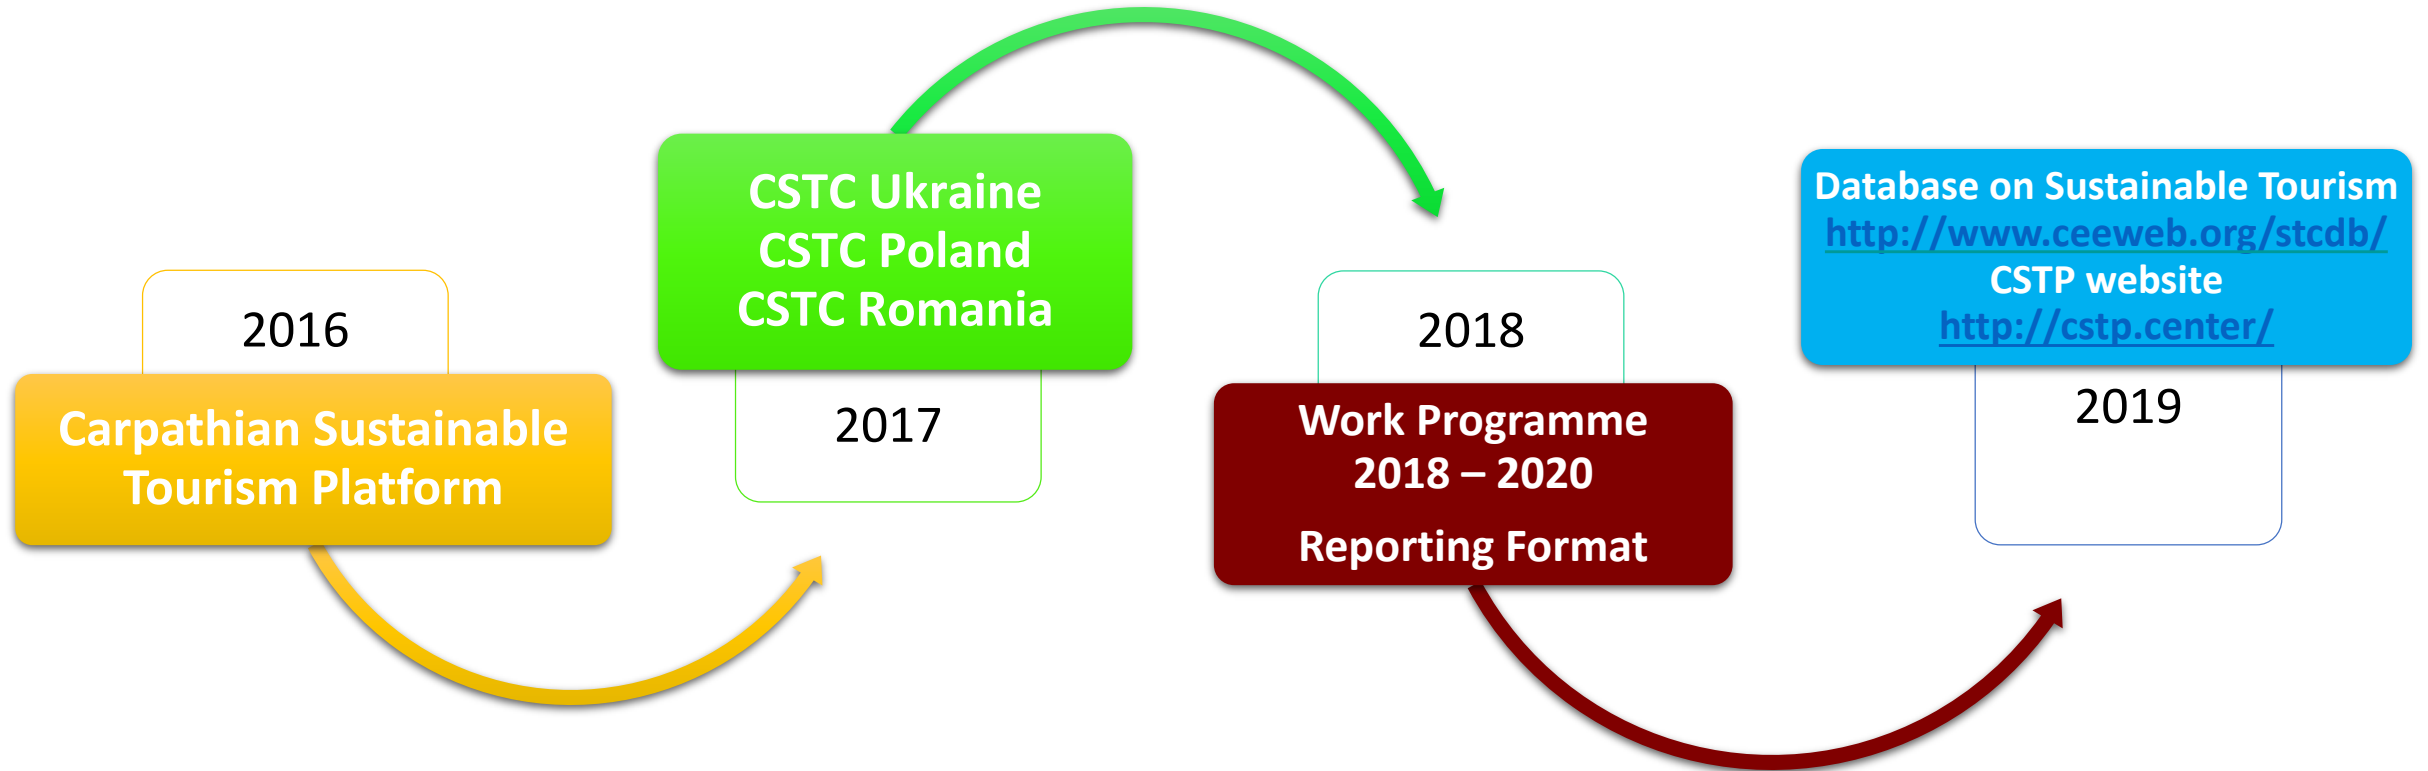 2016
Carpathian Sustainable
Tourism Platform
CSTC Ukraine
CSTC Poland
CSTC Romania
2017
2018
Work Programme
2018 – 2020
Reporting Format
Database on Sustainable Tourism
http://www.ceeweb.org/stcdb/
CSTP website
http://cstp.center/
2019